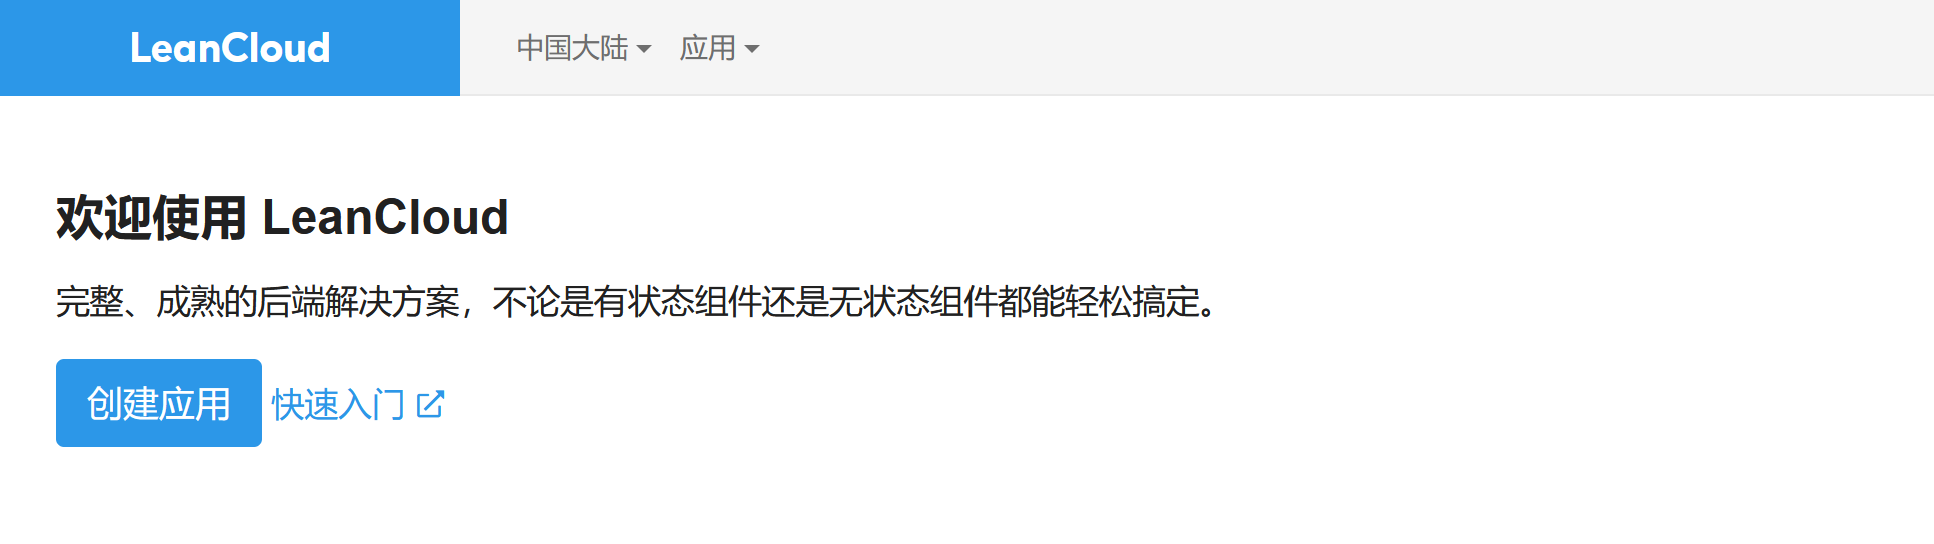 LeanCloud 中国大陆 应用
欢迎使用 LeanCloud
完整、成熟的后端解决方案，不论是有状态组件还是无状态组件都能轻松搞定。
创建应用 快速入门